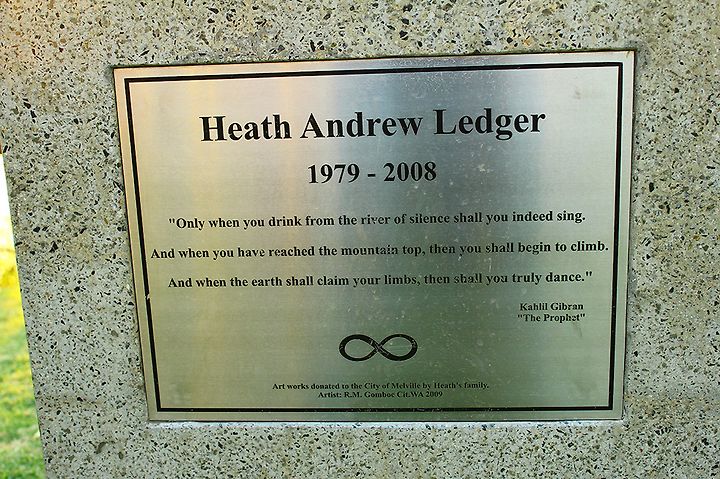 Heath Andrew Ledger
1979 - 2008
"Only when you drink from the river of silence shall you indeed sing.
And when you have reached the mountain top, then you shall begin to climb.
And when the earth shall claim your limbs, then shall you truly dance."
Kahlil Gibran
"The Prophet"
Art works donated to the City of Melville by Heath's family.
Artist: R.M. Gomboc Cit.WA 2009